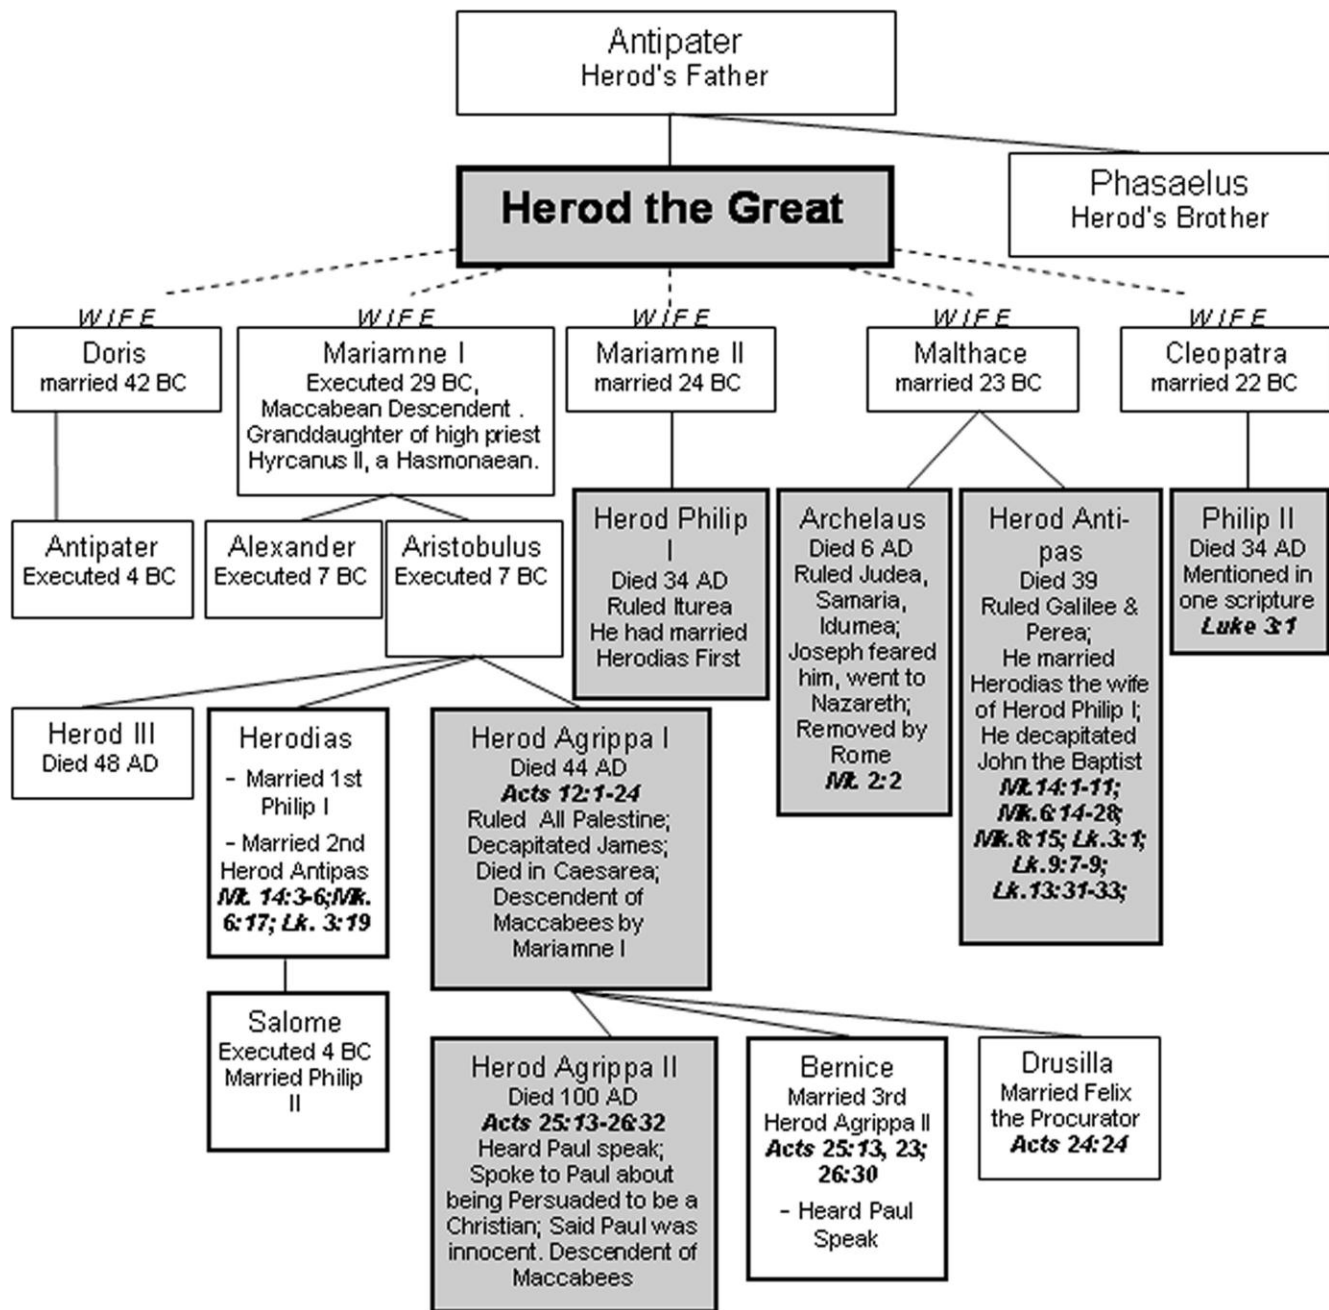 Antipater
Herod's Father
Herod the Great
Phasaelus
Herod's Brother
WIFE
Doris
married 42 BC
WIFE
Mariamne I
Executed 29 BC,
Maccabean Descendent .
Granddaughter of high priest
Hyrcanus II, a Hasmonaean.
WIFE
Mariamne II
married 24 BC
WIFE
Malthace
married 23 BC
WIFE
Cleopatra
married 22 BC
Antipater
Executed 4 BC
Alexander
Executed 7 BC
Aristobulus
Executed 7 BC
Herod Philip
I
Died 34 AD
Ruled Iturea
He had married
Herodias First
Archelaus
Died 6 AD
Ruled Judea,
Samaria,
Idumea;
Joseph feared
him, went to
Nazareth;
Removed by
Rome
Mt. 2:2
Herod Anti-
pas
Died 39
Ruled Galilee &
Perea;
He married
Herodias the wife
of Herod Philip I;
He decapitated
John the Baptist
Mt.14:1-11;
Mk.6:14-28;
Mk.8:15; Lk.3:1;
Lk.9:7-9;
Lk.13:31-33;
Philip II
Died 34 AD
Mentioned in
one scripture
Luke 3:1
Herod III
Died 48 AD
Herodias
- Married 1st
Philip I
- Married 2nd
Herod Antipas
Mt. 14:3-6;Mk.
6:17; Lk. 3:19
Herod Agrippa I
Died 44 AD
Acts 12:1-24
Ruled All Palestine;
Decapitated James;
Died in Caesarea;
Descendent of
Maccabees by
Mariamne I
Salome
Executed 4 BC
Married Philip
II
Herod Agrippa II
Died 100 AD
Acts 25:13-26:32
Heard Paul speak;
Spoke to Paul about
being Persuaded to be a
Christian; Said Paul was
innocent. Descendent of
Maccabees
Bernice
Married 3rd
Herod Agrippa II
Acts 25:13, 23;
26:30
- Heard Paul
Speak
Drusilla
Married Felix
the Procurator
Acts 24:24